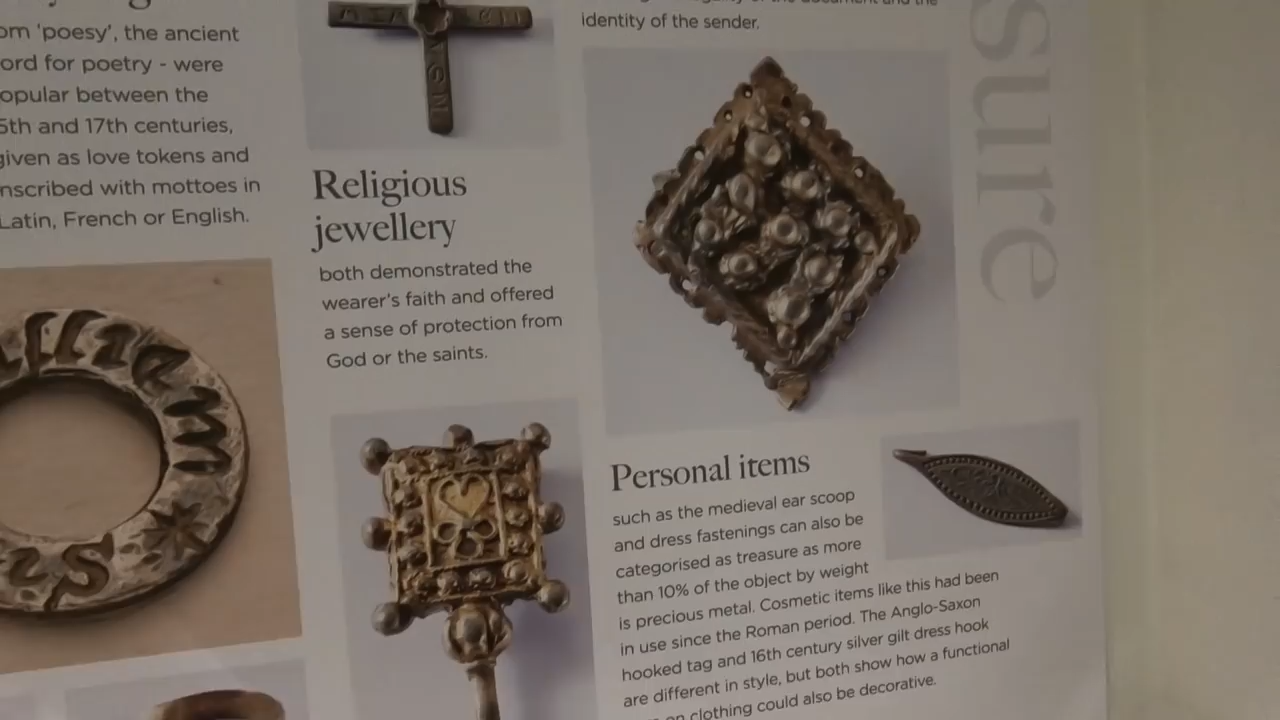 'poesy', the ancient
for poetry - were
between the
and 17th centuries,
given as love tokens and
inscribed with mottoes in
Latin, French or English.
Religious
jewellery
both demonstrated the
wearer's faith and offered
a sense of protection from
God or the saints.
identity of the sender.
Personal items
such as the medieval ear scoop
and dress fastenings can also be
categorised as treasure as more
than 10% of the object by weight
is precious metal. Cosmetic items like this had been
in use since the Roman period. The Anglo-Saxon
hooked tag and 16th century silver gilt dress hook
are different in style, but both show how a functional
on clothing could also be decorative.
sure